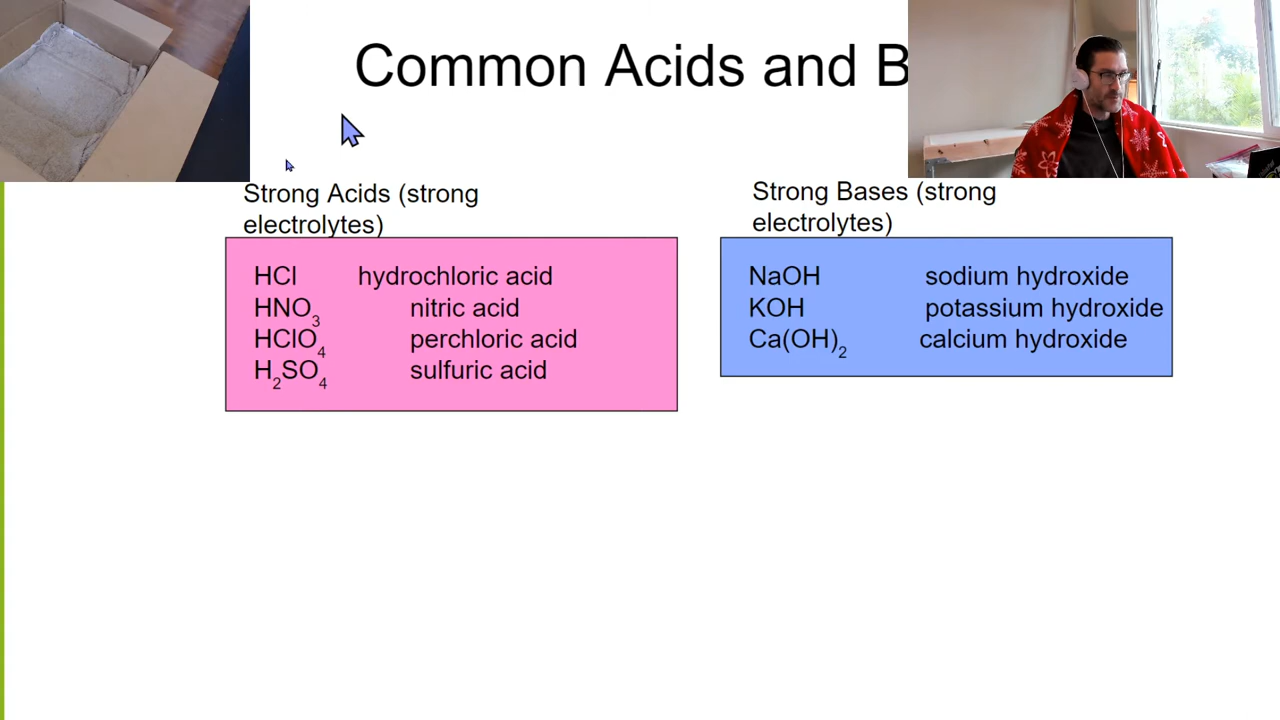 Common Acids and B
Strong Acids (strong
electrolytes)
HCl hydrochloric acid
HNO3 nitric acid
HClO4 perchloric acid
H2SO4 sulfuric acid
Strong Bases (strong
electrolytes)
NaOH sodium hydroxide
KOH potassium hydroxide
Ca(OH)2 calcium hydroxide